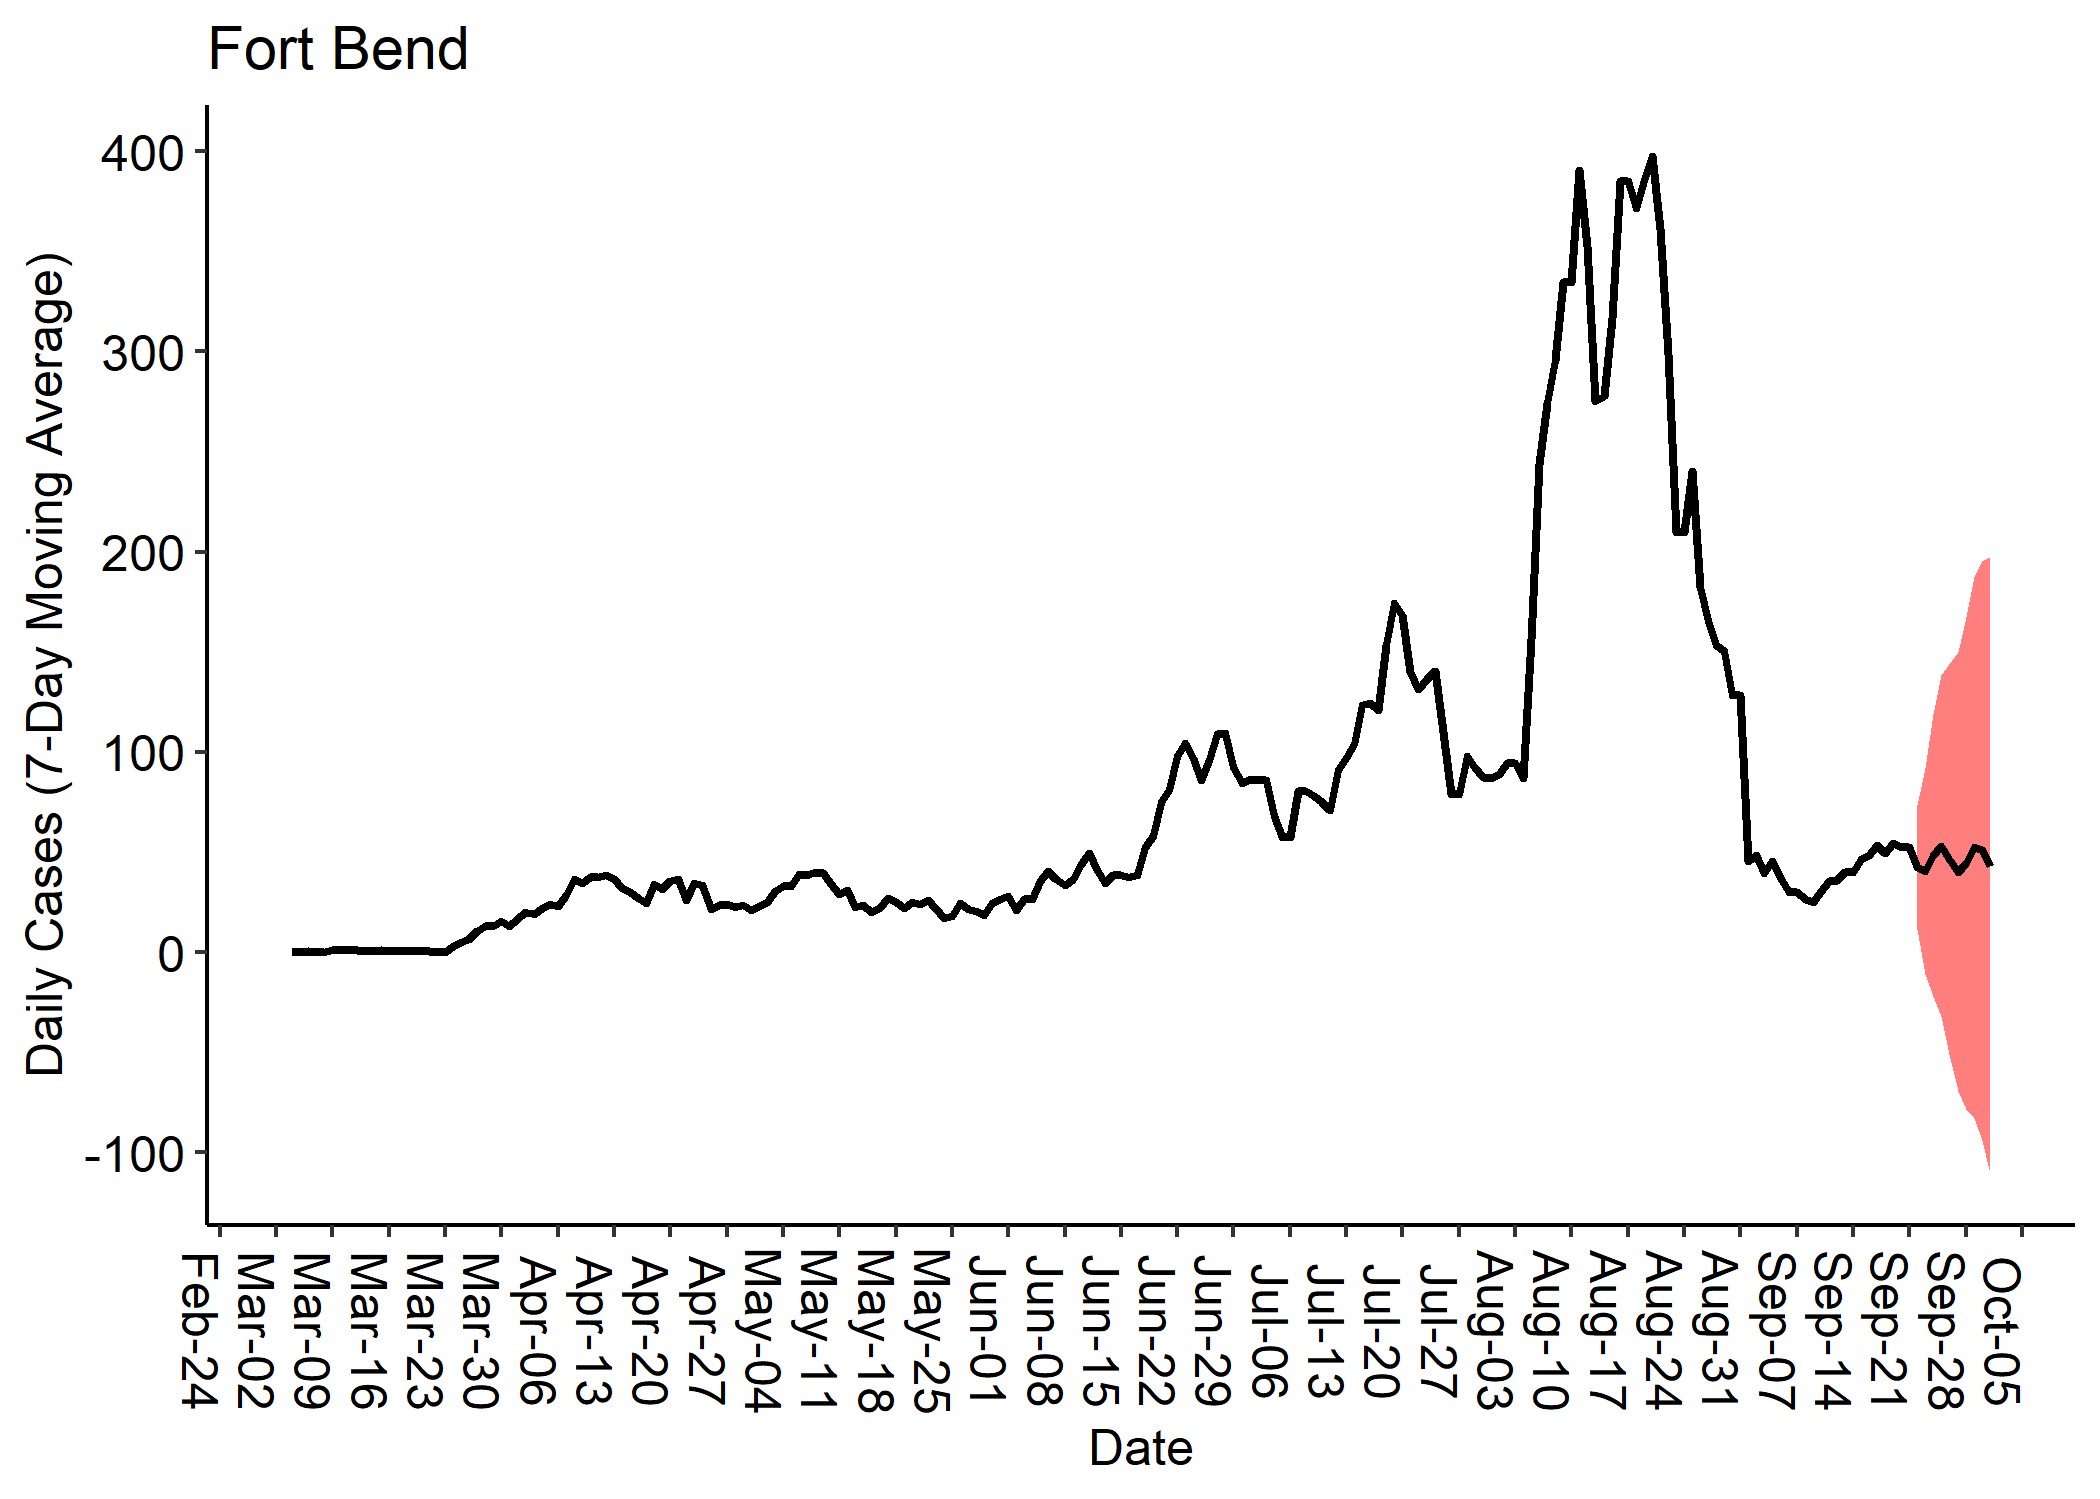 Fort Bend
Daily Cases (7-Day Moving Average)
400
300
200
100
0
-100
Feb-24
Mar-02
Mar-09
Mar-16
Mar-23
Mar-30
Apr-06
Apr-13
Apr-20
Apr-27
May-04
May-11
May-18
May-25
Jun-01
Jun-08
Jun-15
Jun-22
Jun-29
Jul-06
Jul-13
Jul-20
Jul-27
Aug-03
Aug-10
Aug-17
Aug-24
Aug-31
Sep-07
Sep-14
Sep-21
Sep-28
Oct-05
Date